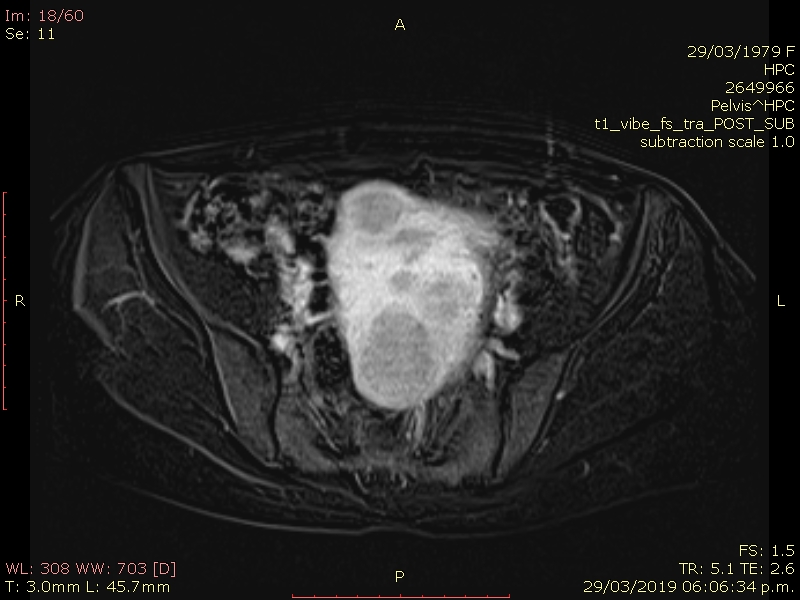 Im: 18/60
Se: 11
A
29/03/1979 F
HPC
2649966
Pelvis^HPC
t1_vibe_fs_tra_POST_SUB
subtraction scale 1.0
R
L
WL: 308 WW: 703 [D]
T: 3.0mm L: 45.7mm
P
FS: 1.5
TR: 5.1 TE: 2.6
29/03/2019 06:06:34 p.m.